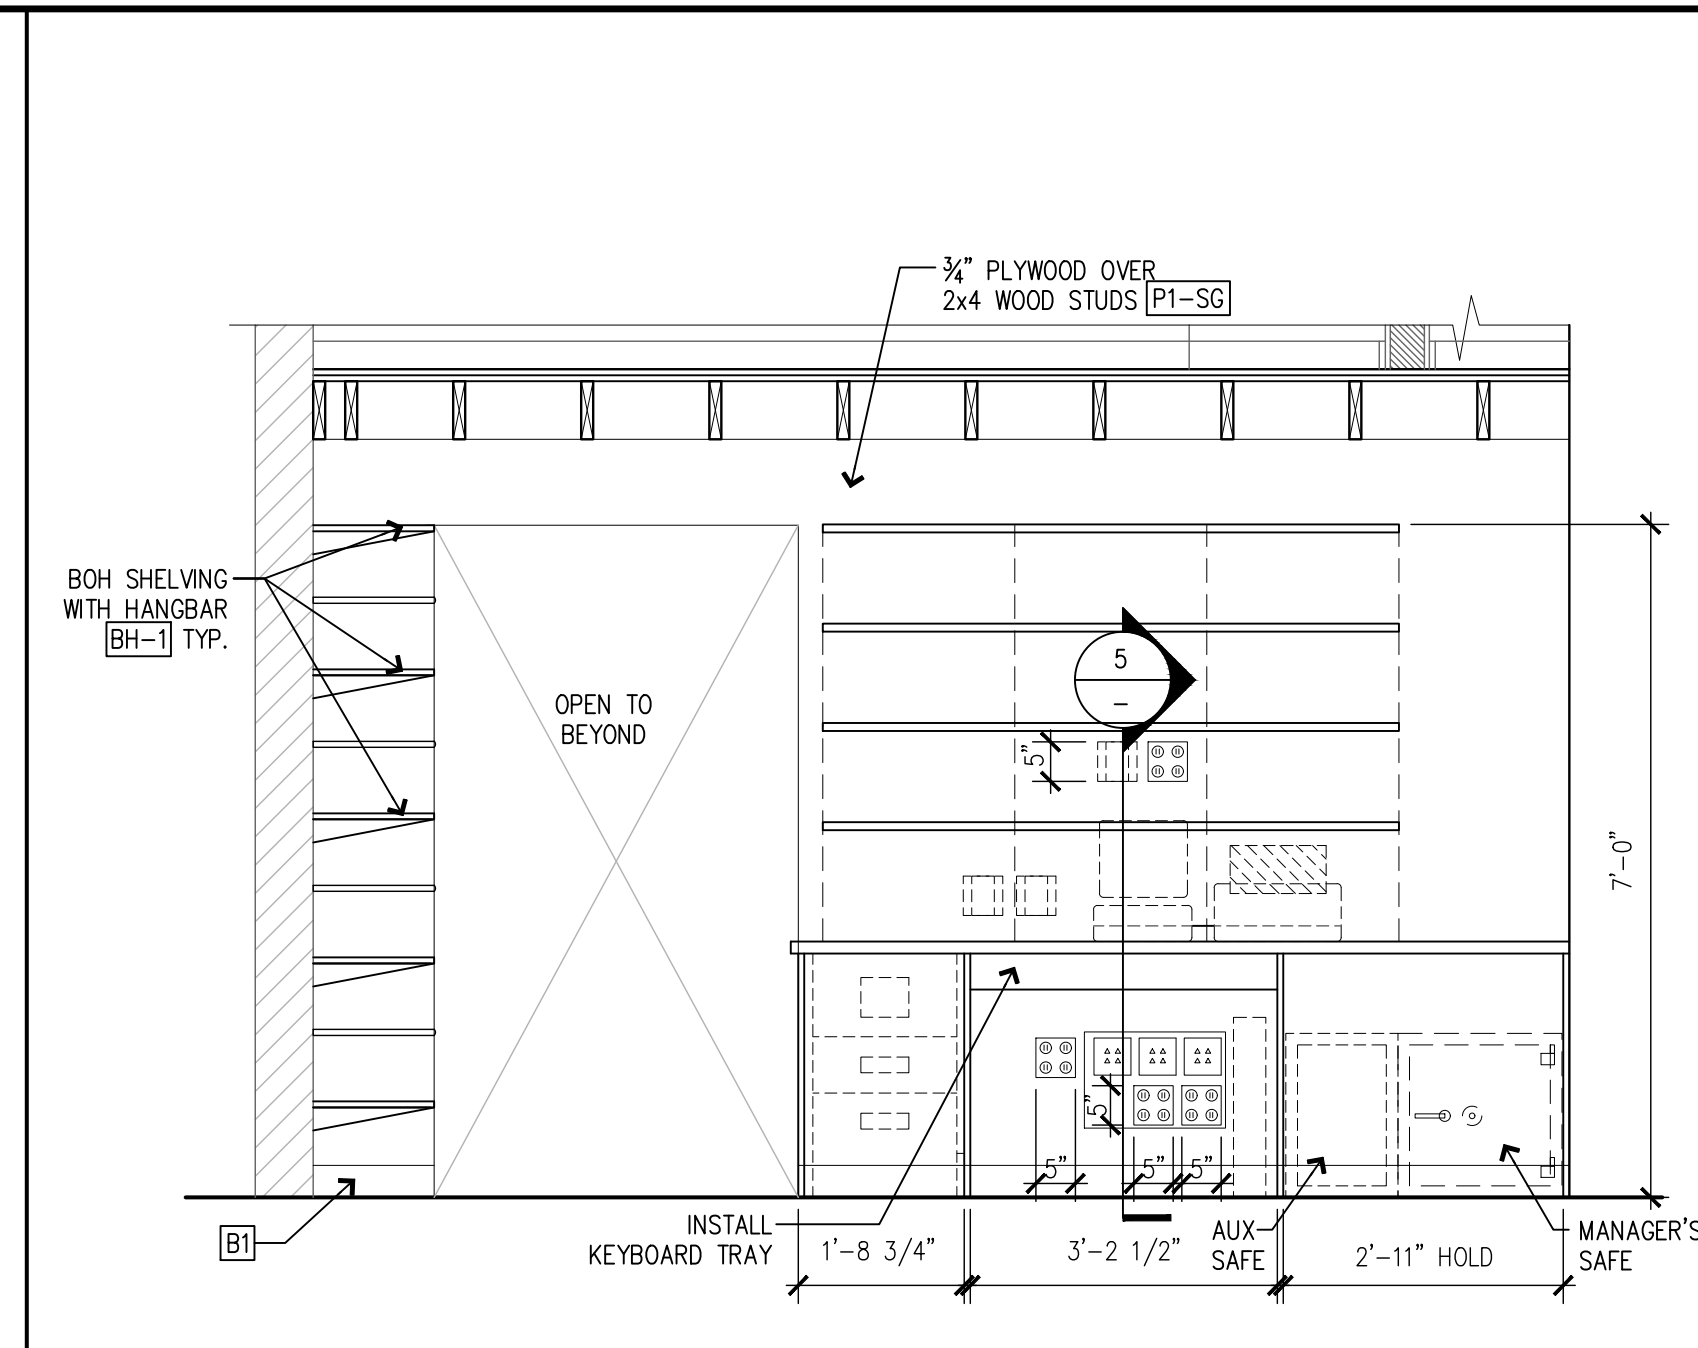 ¾" PLYWOOD OVER
2x4 WOOD STUDS P1-SG
BOH SHELVING
WITH HANGBAR
BH-1 TYP.
OPEN TO
BEYOND
5
-
5"
7'-0"
5"
5"
5"
5"
B1
INSTALL
KEYBOARD TRAY
1'-8 3/4"
3'-2 1/2"
AUX
SAFE
2'-11" HOLD
MANAGER'S
SAFE